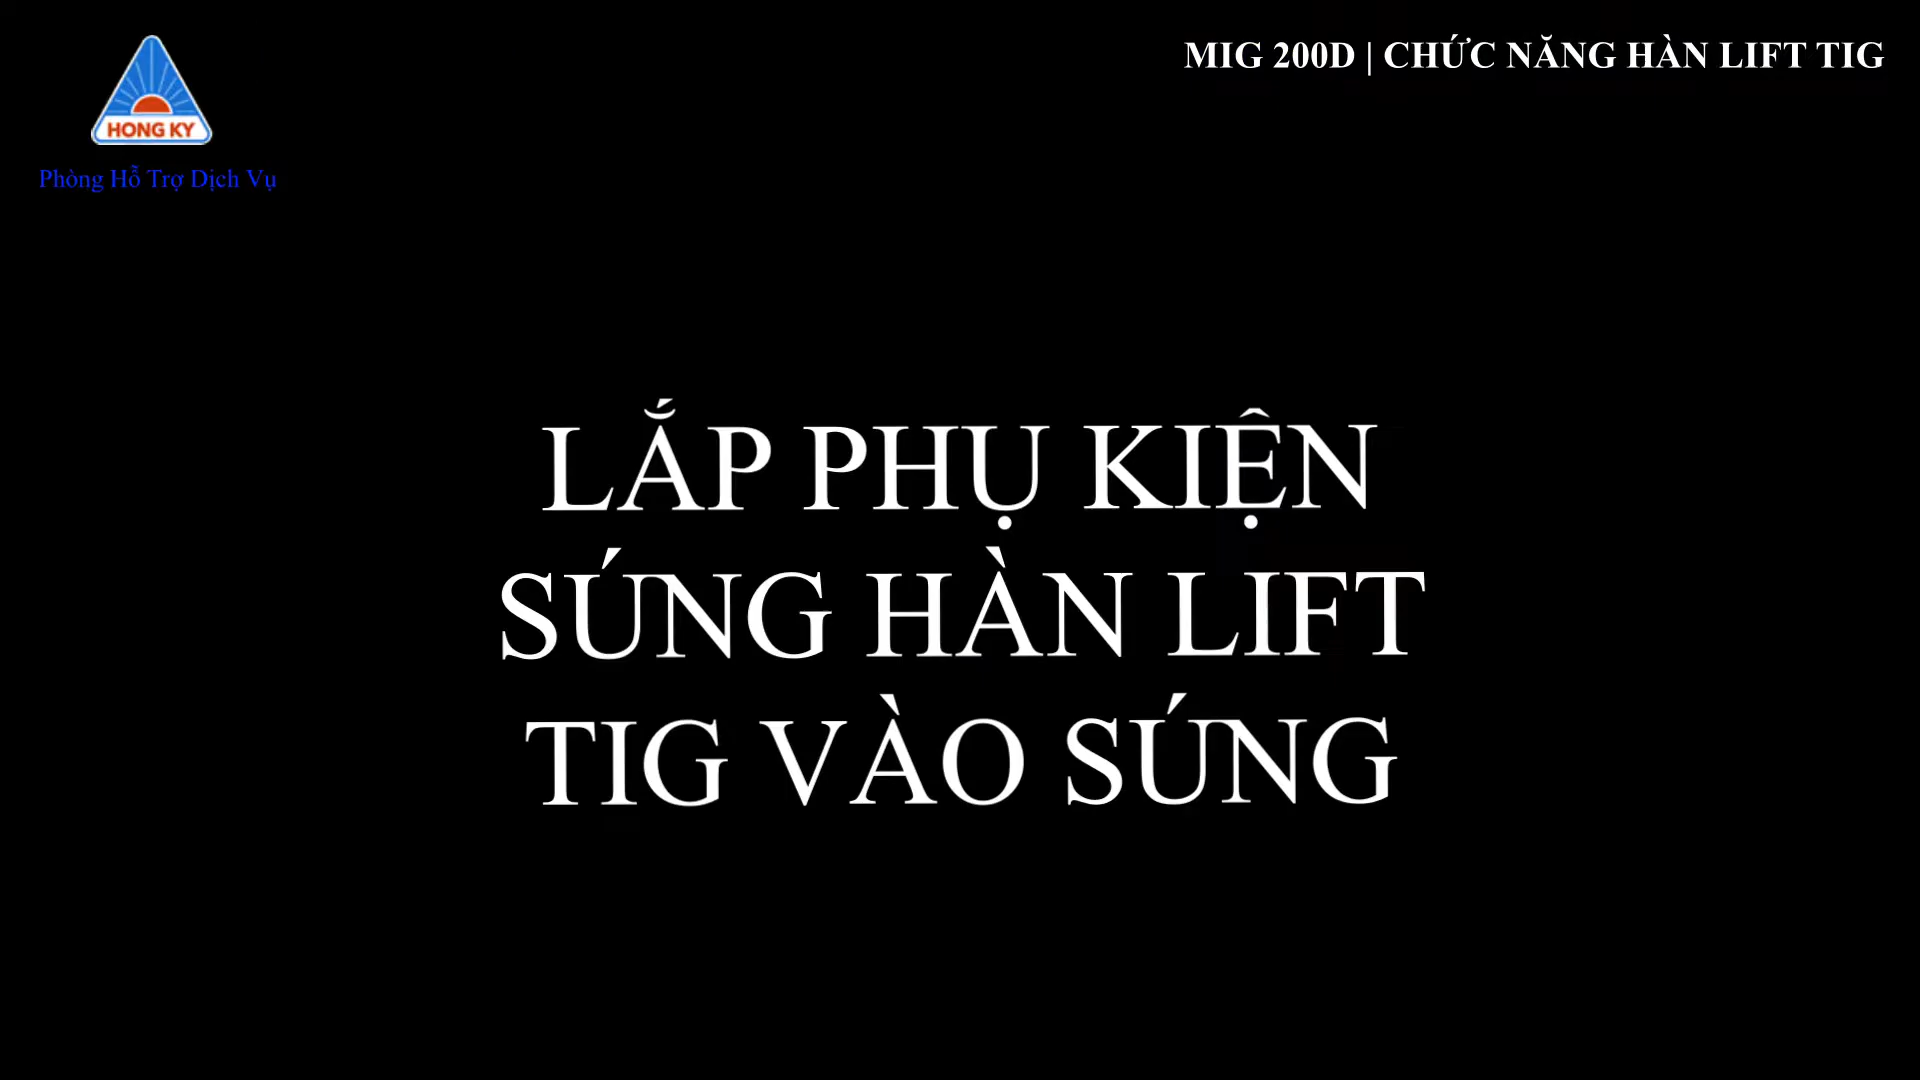 MIG 200D | CHỨC NĂNG HÀN LIFT TIG
HONG KY
Phòng Hỗ Trợ Dịch Vụ
LẮP PHỤ KIỆN
SÚNG HÀN LIFT
TIG VÀO SÚNG